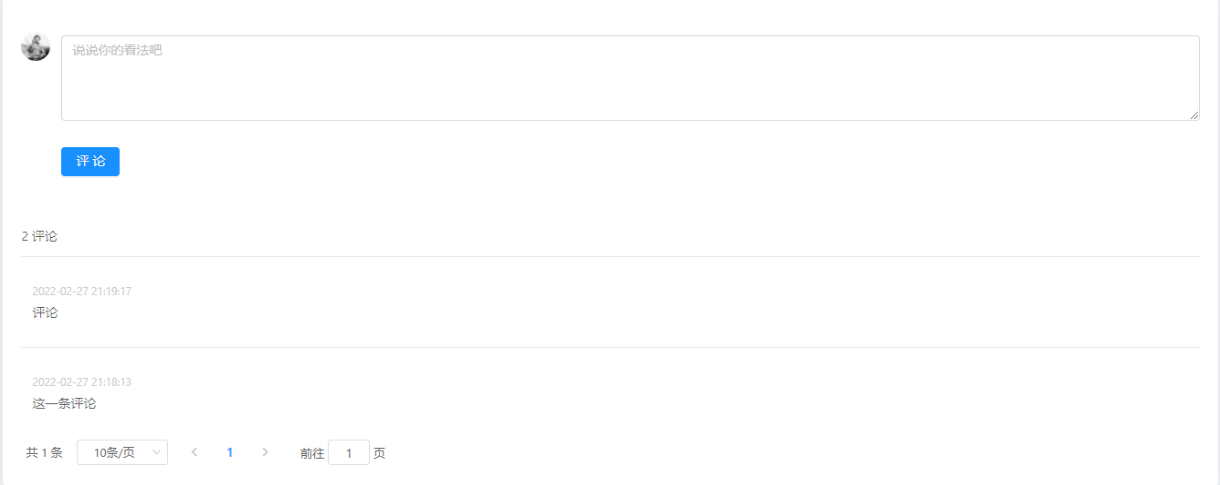 说说你的看法吧
评 论
2 评论
2022-02-27 21:19:17
评论
2022-02-27 21:18:13
这一条评论
共 1 条 10条/页 1 前往 1 页